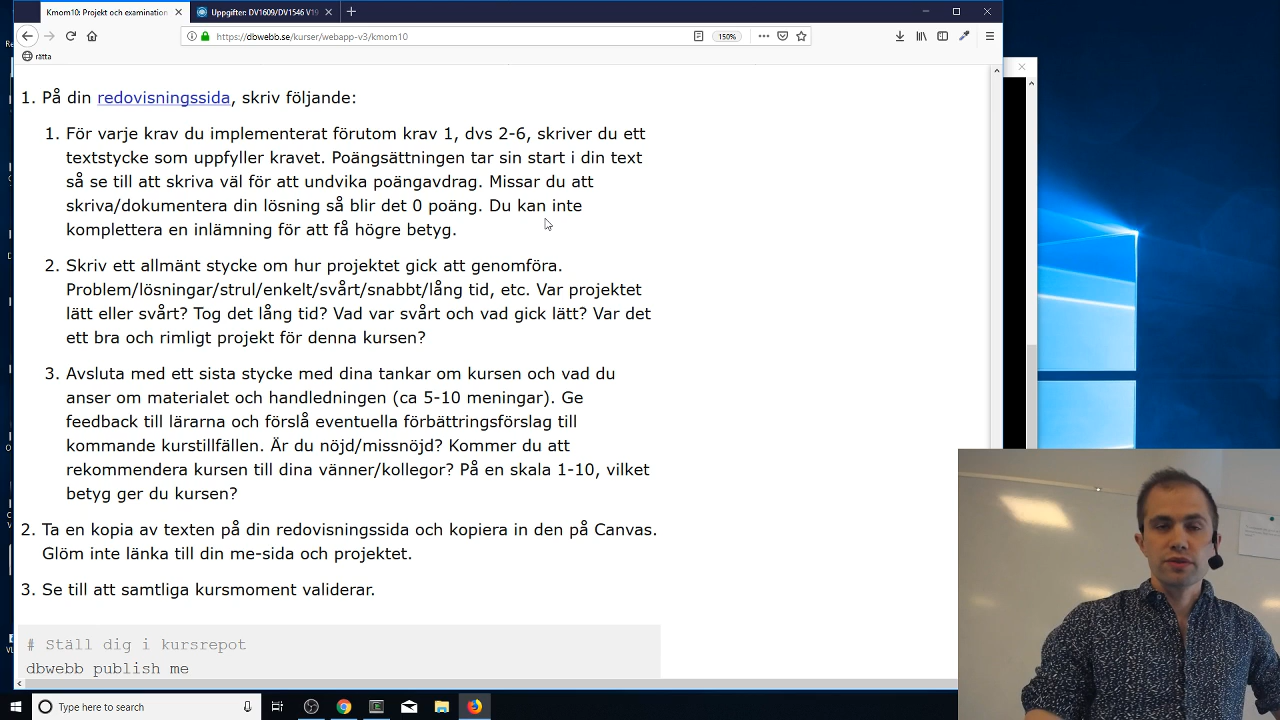 Kmom10: Projekt och examination
Uppgifter: DV1609/DV1546 V19
https://dbwebb.se/kurser/webapp-v3/kmom10
150%
rätta
1. På din redovisningssida, skriv följande:
1. För varje krav du implementerat förutom krav 1, dvs 2-6, skriver du ett
textstycke som uppfyller kravet. Poängsättningen tar sin start i din text
så se till att skriva väl för att undvika poängavdrag. Missar du att
skriva/dokumentera din lösning så blir det 0 poäng. Du kan inte
komplettera en inlämning för att få högre betyg.
2. Skriv ett allmänt stycke om hur projektet gick att genomföra.
Problem/lösningar/strul/enkelt/svårt/snabbt/lång tid, etc. Var projektet
lätt eller svårt? Tog det lång tid? Vad var svårt och vad gick lätt? Var det
ett bra och rimligt projekt för denna kursen?
3. Avsluta med ett sista stycke med dina tankar om kursen och vad du
anser om materialet och handledningen (ca 5-10 meningar). Ge
feedback till lärarna och förslå eventuella förbättringsförslag till
kommande kurstillfällen. Är du nöjd/missnöjd? Kommer du att
rekommendera kursen till dina vänner/kollegor? På en skala 1-10, vilket
betyg ger du kursen?
2. Ta en kopia av texten på din redovisningssida och kopiera in den på Canvas.
Glöm inte länka till din me-sida och projektet.
3. Se till att samtliga kursmoment validerar.
# Ställ dig i kursrepot
dbwebb publish me
Type here to search